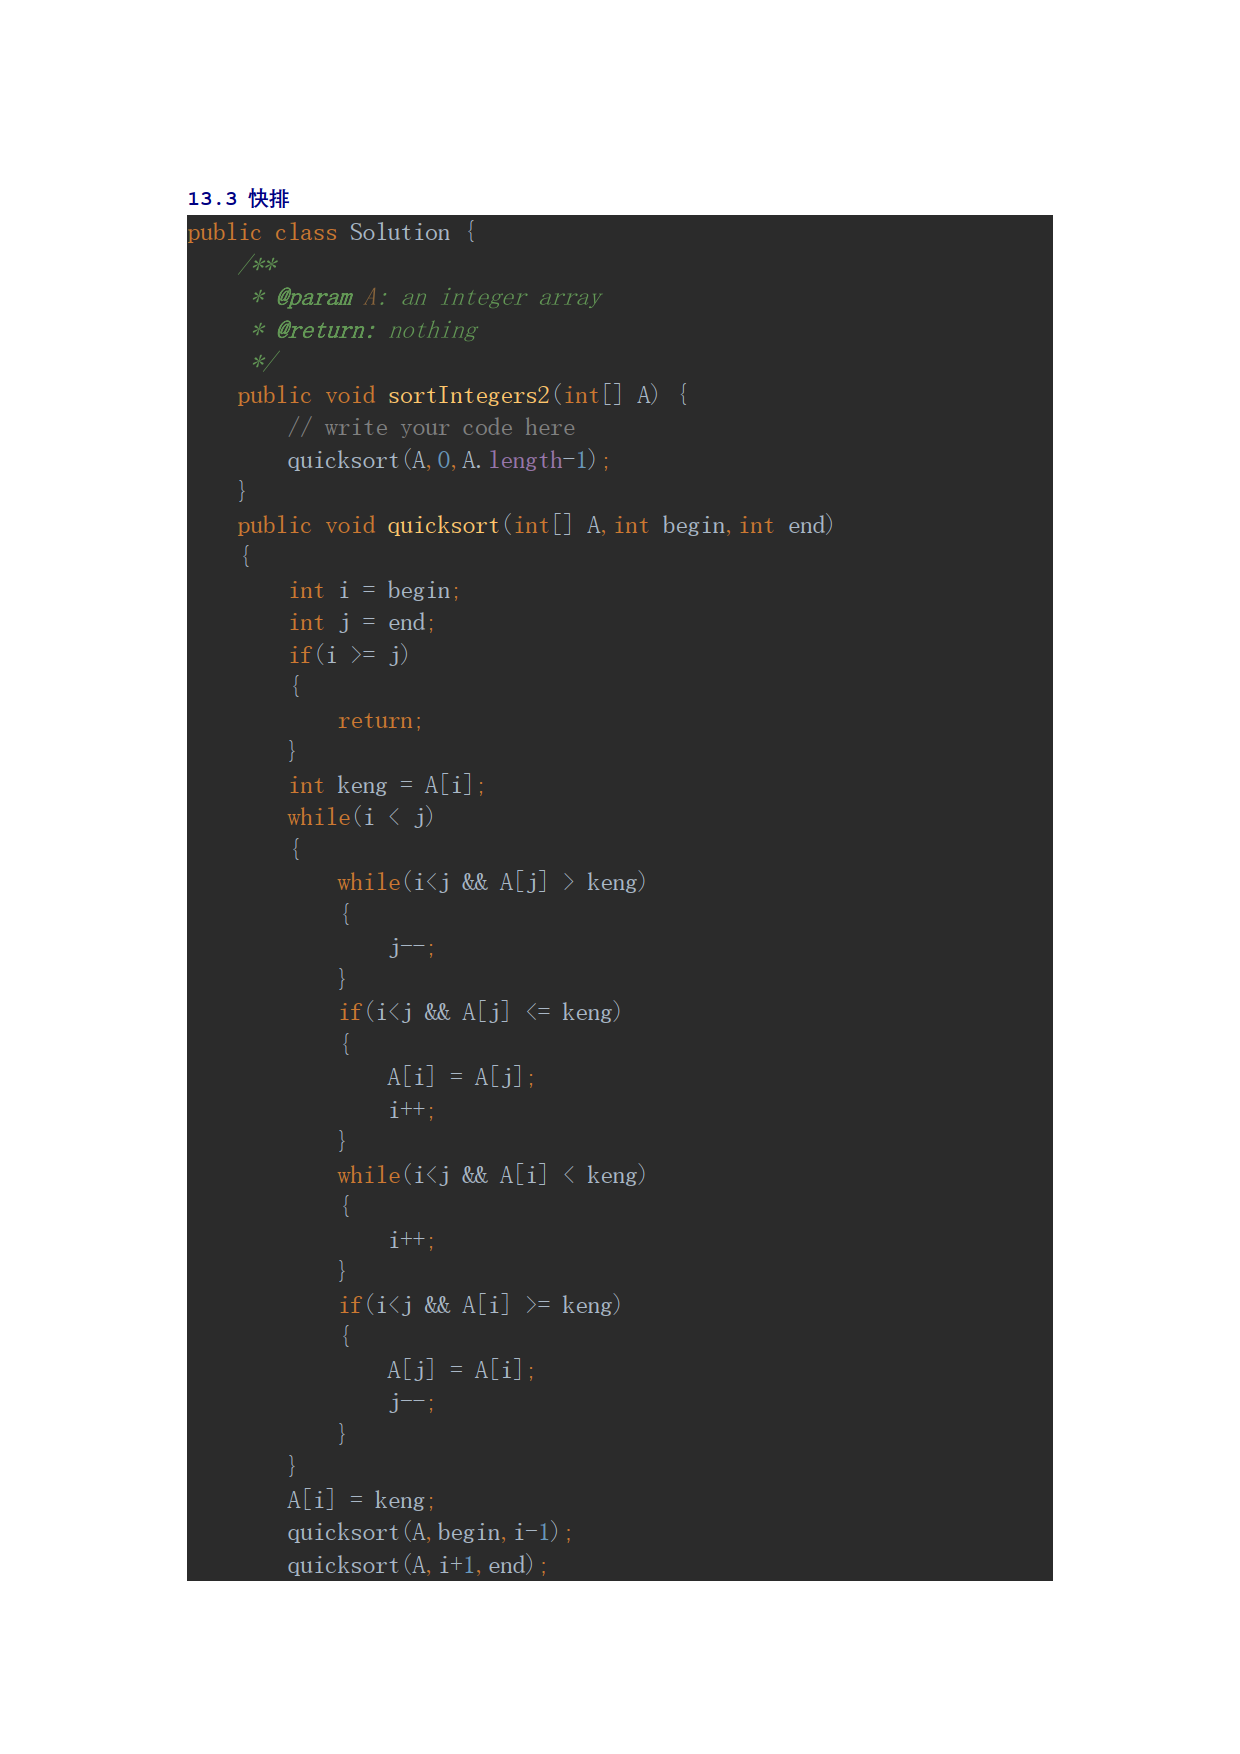 13.3 快排
public class Solution {
    /**
     * @param A: an integer array
     * @return: nothing
     */
    public void sortIntegers2(int[] A) {
        // write your code here
        quicksort(A,0,A.length-1);
    }
    public void quicksort(int[] A,int begin,int end)
    {
        int i = begin;
        int j = end;
        if(i >= j)
        {
            return;
        }
        int keng = A[i];
        while(i < j)
        {
            while(i<j && A[j] > keng)
            {
                j--;
            }
            if(i<j && A[j] <= keng)
            {
                A[i] = A[j];
                i++;
            }
            while(i<j && A[i] < keng)
            {
                i++;
            }
            if(i<j && A[i] >= keng)
            {
                A[j] = A[i];
                j--;
            }
        }
        A[i] = keng;
        quicksort(A,begin,i-1);
        quicksort(A,i+1,end);